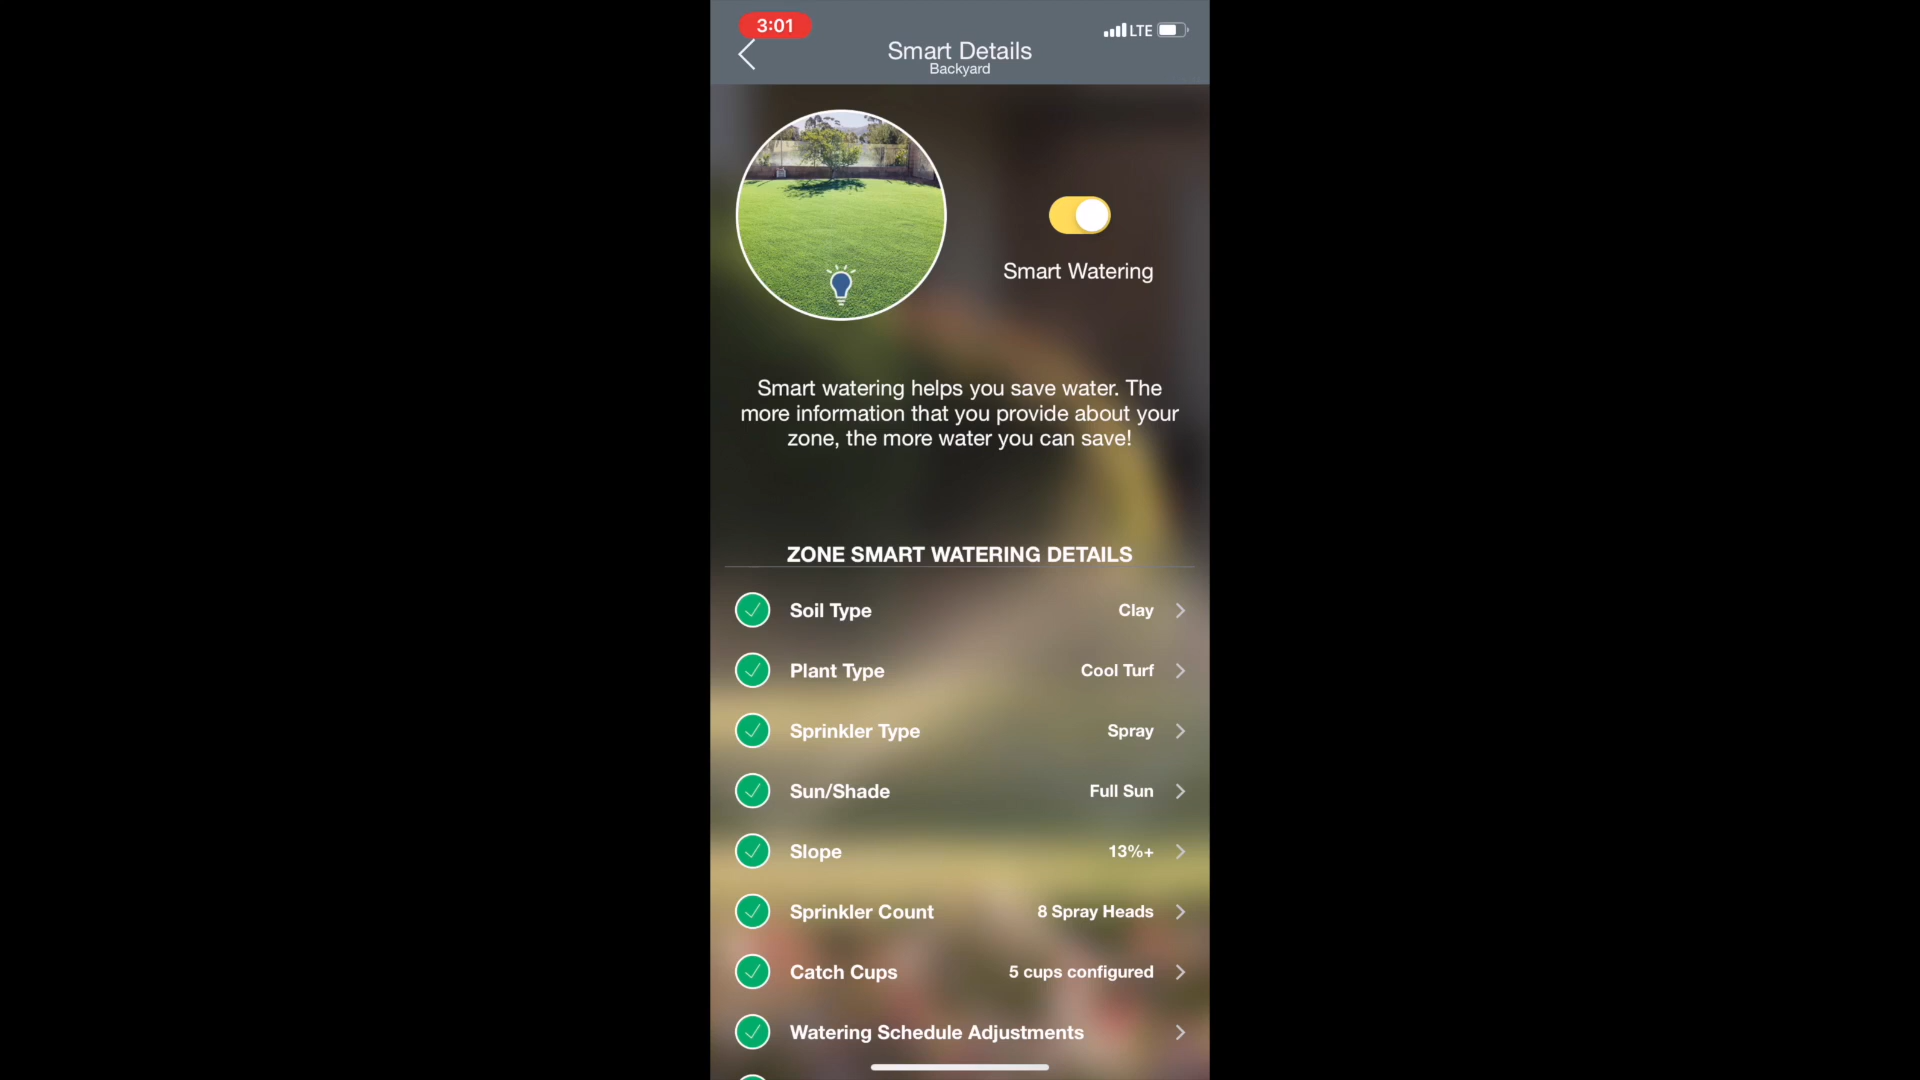 3:01
LTE
Smart Details
Backyard
Smart Watering
Smart watering helps you save water. The
more information that you provide about your
zone, the more water you can save!
ZONE SMART WATERING DETAILS
Soil Type Clay
Plant Type Cool Turf
Sprinkler Type Spray
Sun/Shade Full Sun
Slope 13%+
Sprinkler Count 8 Spray Heads
Catch Cups 5 cups configured
Watering Schedule Adjustments